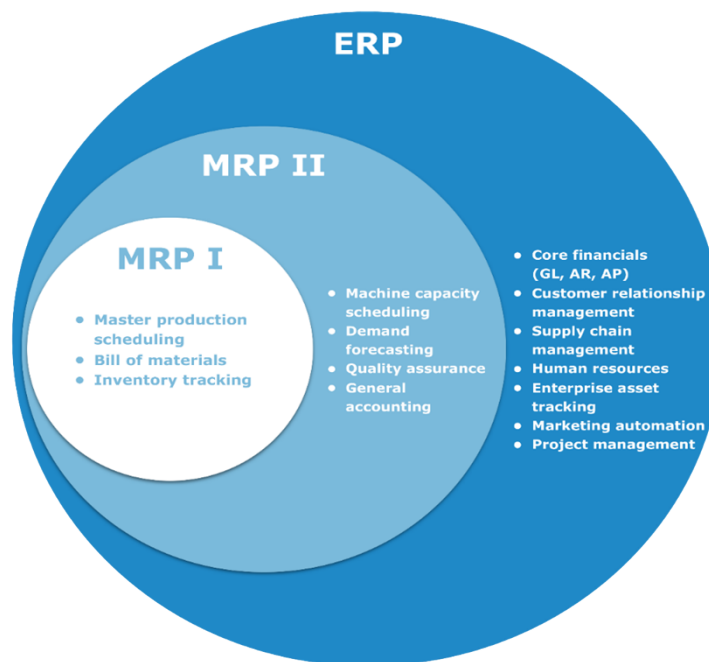 ERP
MRP II
MRP I
• Master production
scheduling
• Bill of materials
• Inventory tracking
• Machine capacity
scheduling
• Demand
forecasting
• Quality assurance
• General
accounting
• Core financials
(GL, AR, AP)
• Customer relationship
management
• Supply chain
management
• Human resources
• Enterprise asset
tracking
• Marketing automation
• Project management